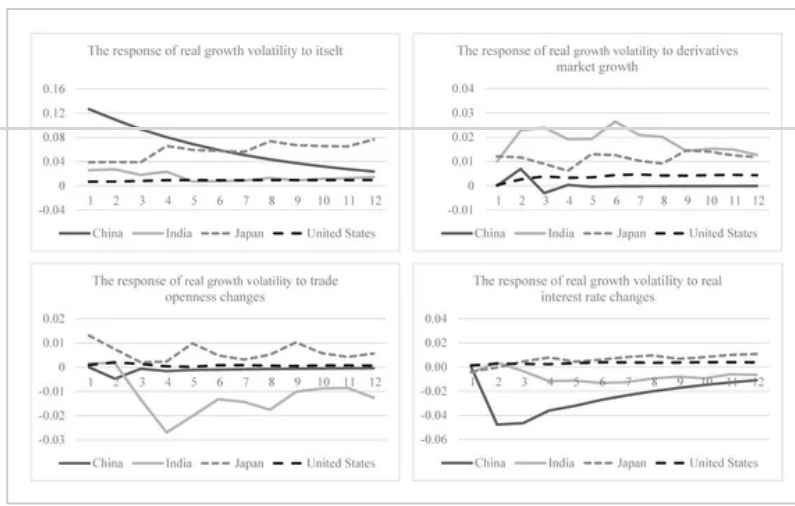 The response of real growth volatility to itselt
0.16
0.12
0.08
0.04
0
-0.04
1 2 3 4 5 6 7 8 9 10 11 12
China India Japan United States
The response of real growth volatility to derivatives
market growth
0.04
0.03
0.02
0.01
0
-0.01
1 2 3 4 5 6 7 8 9 10 11 12
China India Japan United States
The response of real growth volatility to trade
openness changes
0.02
0.01
0
-0.01
-0.02
-0.03
1 2 3 4 5 6 7 8 9 10 11 12
China India Japan United States
The response of real growth volatility to real
interest rate changes
0.04
0.02
0.00
-0.02
-0.04
-0.06
1 2 3 4 5 6 7 8 9 10 11 12
China India Japan United States